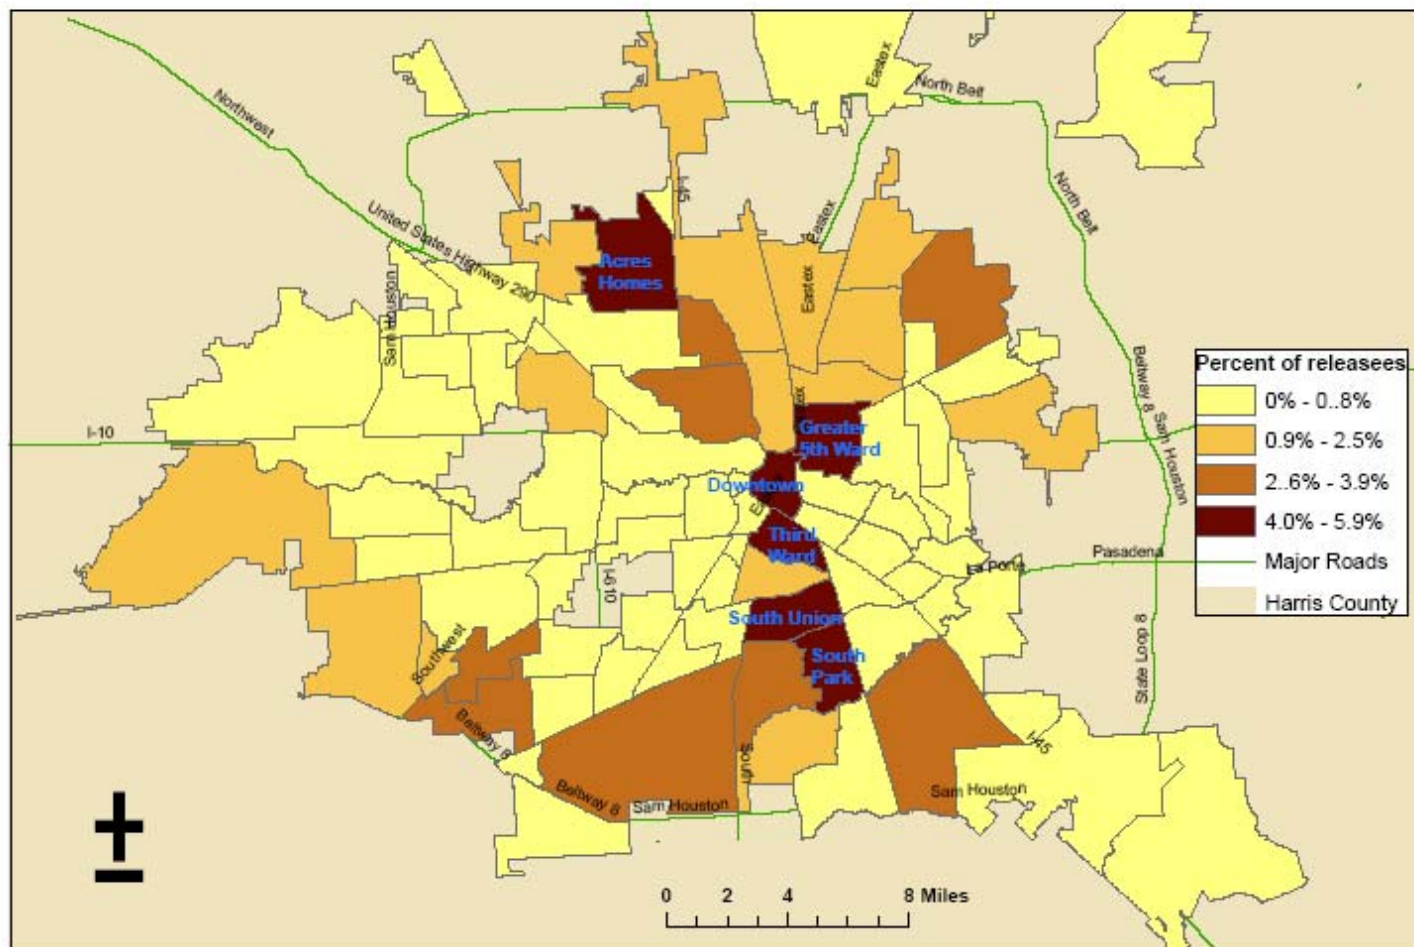 Eastex
North Belt
Northwest
I-45
North Belt
United States Highway 290
Eastex
Acres
Homes
Eastex
Sam Houston
Beltway 8
Sam Houston
Percent of releasees
0% - 0..8%
0.9% - 2.5%
2..6% - 3.9%
4.0% - 5.9%
Major Roads
Harris County
I-10
Greater
5th Ward
Downtown
Third
Ward
La Porte
Pasadena
I-610
South Union
Southwest
South
Park
State Loop 8
Beltway 8
South
I-45
Beltway 8
Sam Houston
Sam Houston
0 2 4 8 Miles